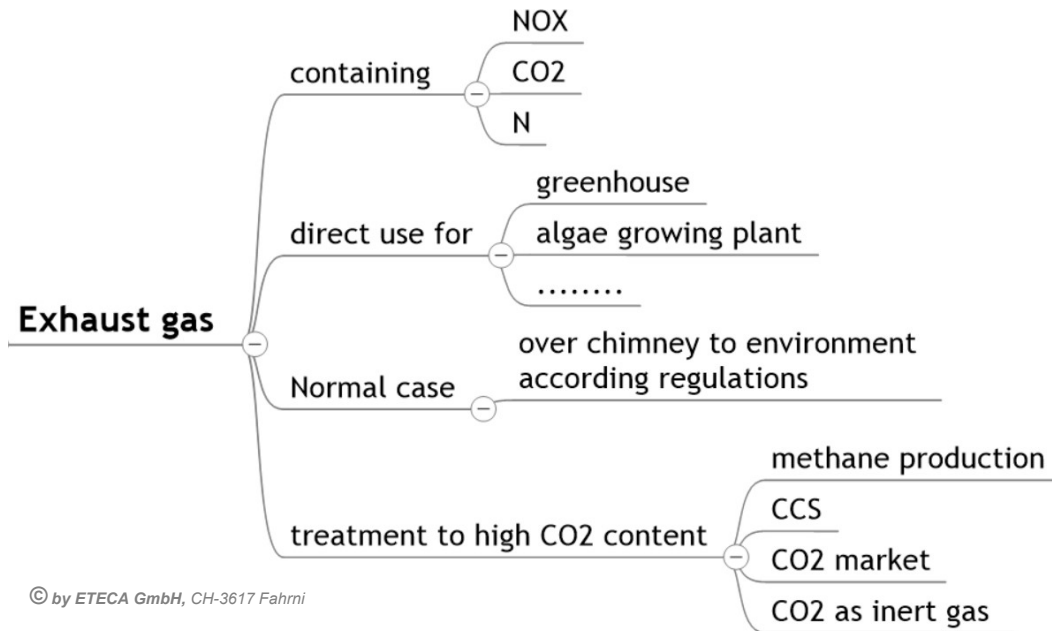 Exhaust gas
containing
NOX
CO2
N
direct use for
greenhouse
algae growing plant
........
Normal case
over chimney to environment
according regulations
treatment to high CO2 content
methane production
CCS
CO2 market
CO2 as inert gas
© by ETECA GmbH, CH-3617 Fahrni